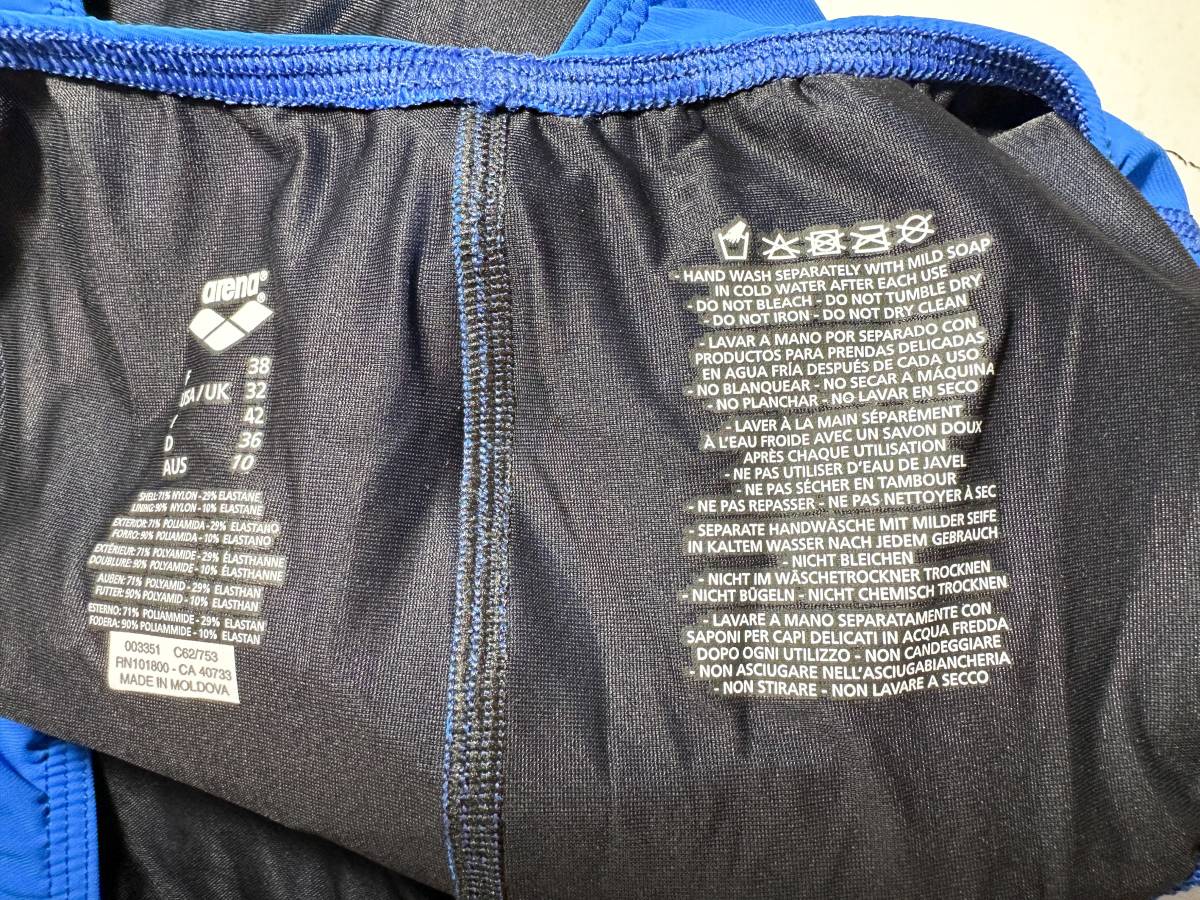 arena®
®
38
USA/UK 32
42
D 36
AUS 10
SHELL: 71% NYLON - 29% ELASTANE
LINING: 90% NYLON - 10% ELASTANE
EXTERIOR: 71% POLIAMIDA - 29% ELASTANO
FORRO: 90% POLIAMIDA - 10% ELASTANO
EXTÉRIEUR: 71% POLYAMIDE - 29% ÉLASTHANNE
DOUBLURE: 90% POLYAMIDE - 10% ÉLASTHANNE
AUßEN: 71% POLYAMID - 29% ELASTHAN
FUTTER: 90% POLYAMID - 10% ELASTHAN
ESTERNO: 71% POLIAMMIDE - 29% ELASTAN
FODERA: 90% POLIAMMIDE - 10% ELASTAN
003351 C62/753
RN101800 - CA 40733
MADE IN MOLDOVA
- HAND WASH SEPARATELY WITH MILD SOAP
IN COLD WATER AFTER EACH USE
- DO NOT BLEACH - DO NOT TUMBLE DRY
- DO NOT IRON - DO NOT DRY CLEAN
- LAVAR A MANO POR SEPARADO CON
PRODUCTOS PARA PRENDAS DELICADAS
EN AGUA FRÍA DESPUÉS DE CADA USO
- NO BLANQUEAR - NO SECAR A MÁQUINA
- NO PLANCHAR - NO LAVAR EN SECO
- LAVER À LA MAIN SÉPARÉMENT
À L'EAU FROIDE AVEC UN SAVON DOUX
APRÈS CHAQUE UTILISATION
- NE PAS UTILISER D'EAU DE JAVEL
- NE PAS SÉCHER EN TAMBOUR
- NE PAS REPASSER - NE PAS NETTOYER À SEC
- SEPARATE HANDWÄSCHE MIT MILDER SEIFE
IN KALTEM WASSER NACH JEDEM GEBRAUCH
- NICHT BLEICHEN
- NICHT IM WÄSCHETROCKNER TROCKNEN
- NICHT BÜGELN - NICHT CHEMISCH TROCKNEN
- LAVARE A MANO SEPARATAMENTE CON
SAPONI PER CAPI DELICATI IN ACQUA FREDDA
DOPO OGNI UTILIZZO - NON CANDEGGIARE
- NON ASCIUGARE NELL'ASCIUGABIANCHERIA
- NON STIRARE - NON LAVARE A SECCO